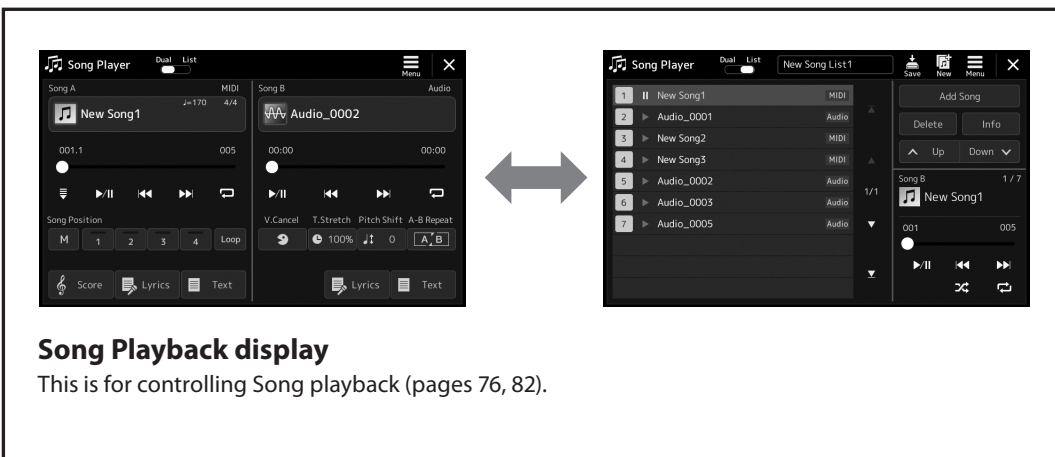 Song Player
Dual List
Menu
Song A MIDI
♩=170 4/4
New Song1
001.1 005
Song Position
M 1 2 3 4 Loop
Score Lyrics Text
Song B Audio
Audio_0002
00:00 00:00
V.Cancel T.Stretch Pitch Shift A-B Repeat
100% 0 A B
Lyrics Text
Song Player
Dual List
New Song List1
Save New Menu
1 New Song1 MIDI
2 Audio_0001 Audio
3 New Song2 MIDI
4 New Song3 MIDI
5 Audio_0002 Audio
6 Audio_0003 Audio
7 Audio_0005 Audio
1/1
Add Song
Delete Info
Up Down
Song B 1 / 7
New Song1
001 005
Song Playback display
This is for controlling Song playback (pages 76, 82).